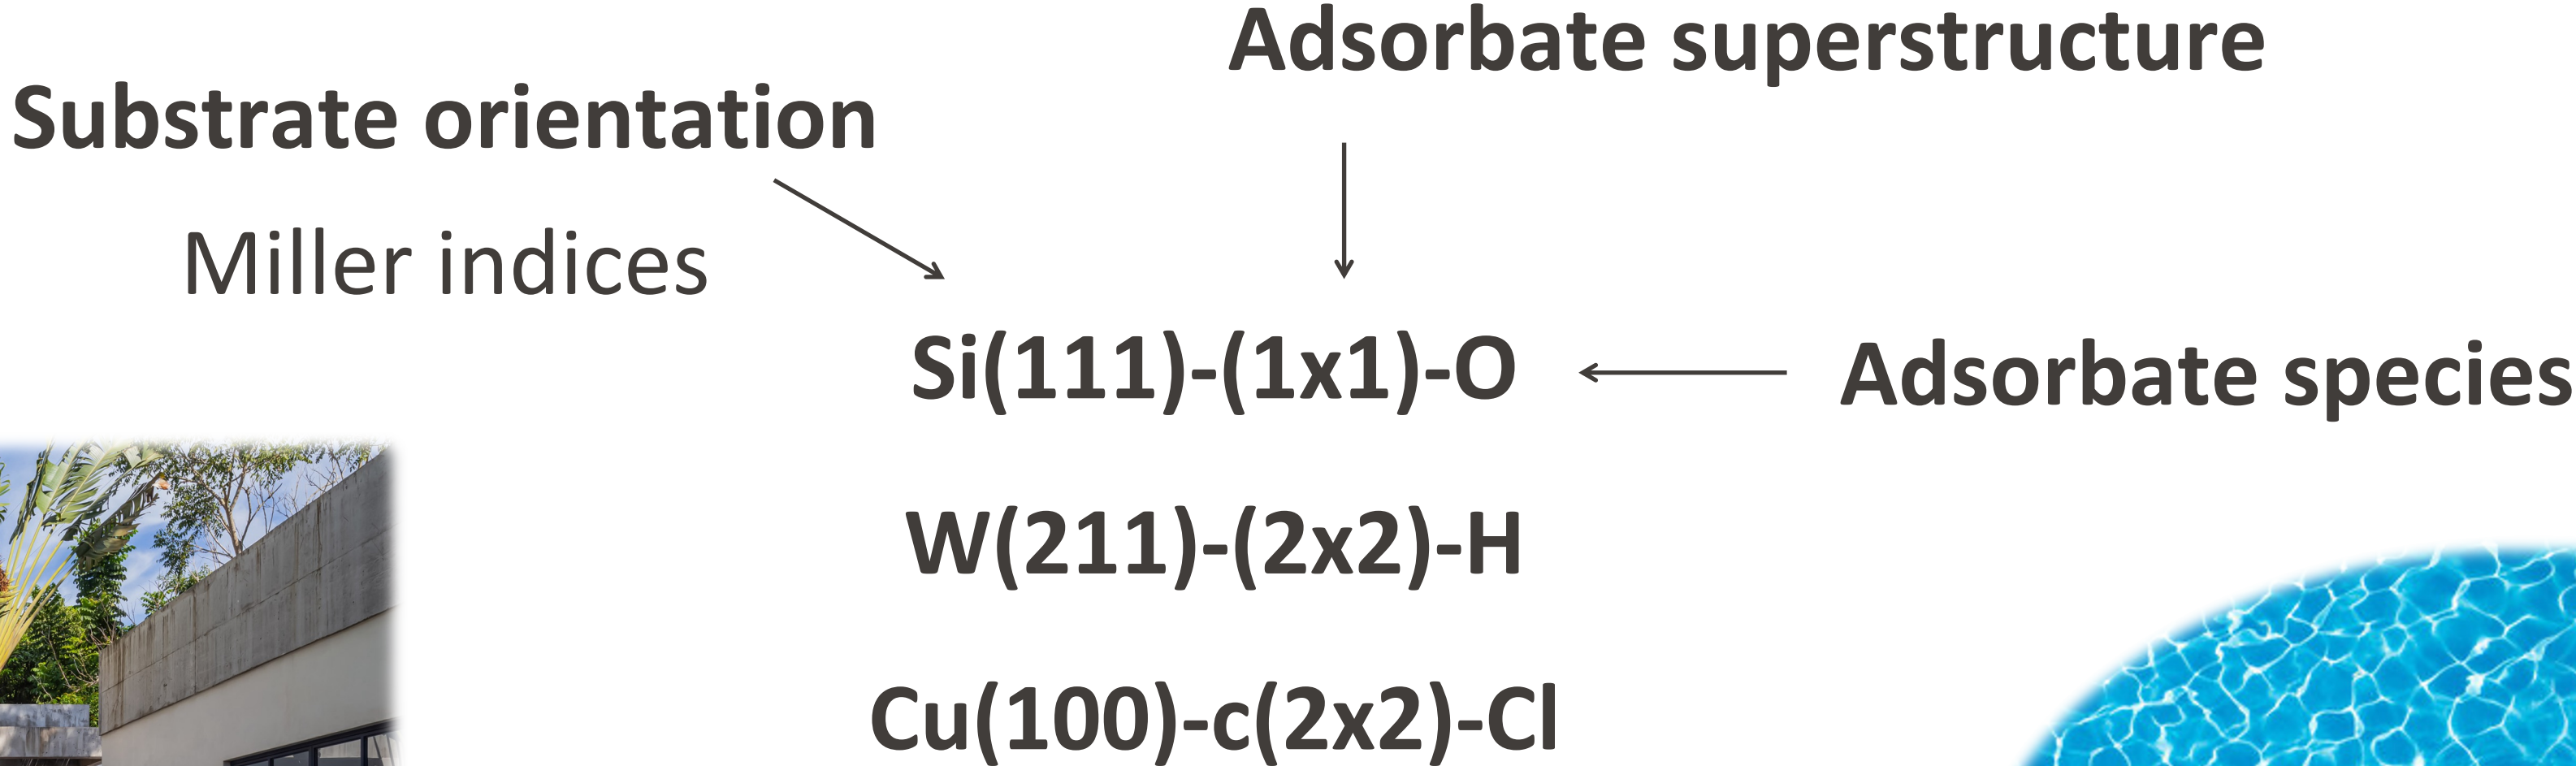 Adsorbate superstructure
Substrate orientation
Miller indices
Si(111)-(1x1)-O
Adsorbate species
W(211)-(2x2)-H
Cu(100)-c(2x2)-Cl